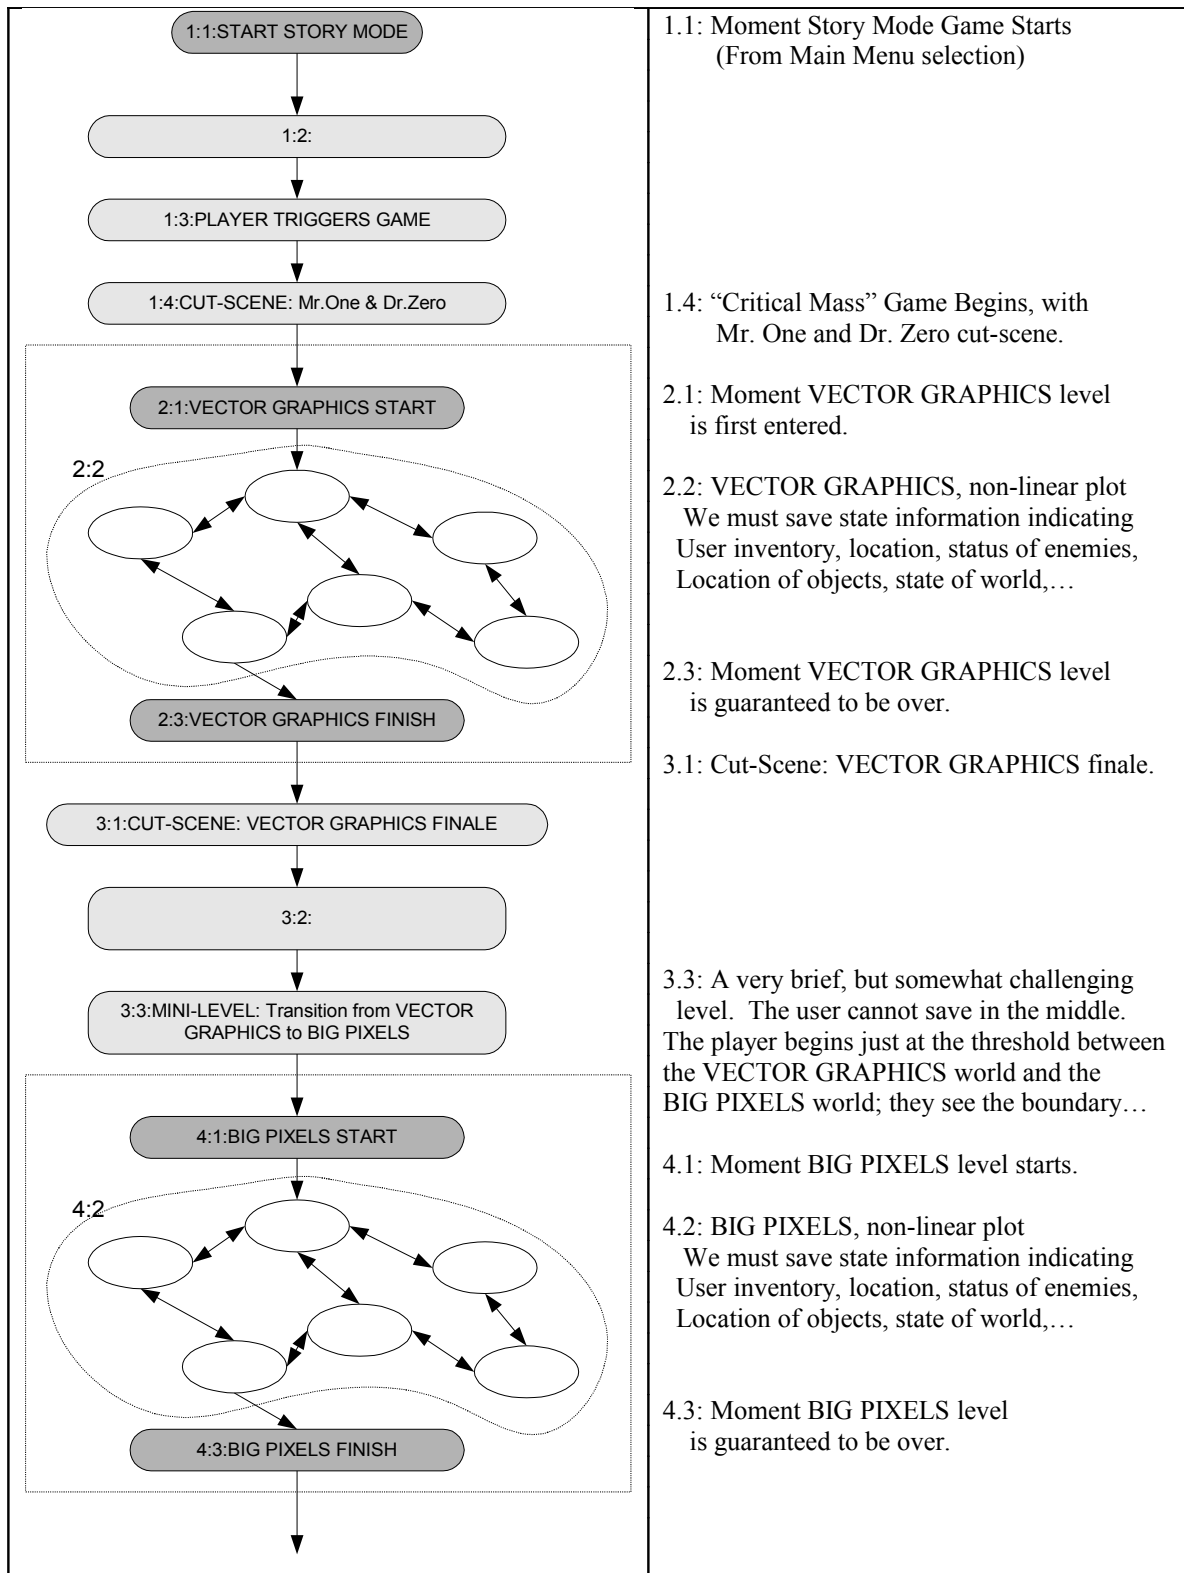 1:1:START STORY MODE
1:2:
1:3:PLAYER TRIGGERS GAME
1:4:CUT-SCENE: Mr.One & Dr.Zero
2:1:VECTOR GRAPHICS START
2:2
2:3:VECTOR GRAPHICS FINISH
3:1:CUT-SCENE: VECTOR GRAPHICS FINALE
3:2:
3:3:MINI-LEVEL: Transition from VECTOR
GRAPHICS to BIG PIXELS
4:1:BIG PIXELS START
4:2
4:3:BIG PIXELS FINISH
1.1: Moment Story Mode Game Starts
(From Main Menu selection)
1.4: “Critical Mass” Game Begins, with
Mr. One and Dr. Zero cut-scene.
2.1: Moment VECTOR GRAPHICS level
is first entered.
2.2: VECTOR GRAPHICS, non-linear plot
We must save state information indicating
User inventory, location, status of enemies,
Location of objects, state of world,…
2.3: Moment VECTOR GRAPHICS level
is guaranteed to be over.
3.1: Cut-Scene: VECTOR GRAPHICS finale.
3.3: A very brief, but somewhat challenging
level.  The user cannot save in the middle.
The player begins just at the threshold between
the VECTOR GRAPHICS world and the
BIG PIXELS world; they see the boundary…
4.1: Moment BIG PIXELS level starts.
4.2: BIG PIXELS, non-linear plot
We must save state information indicating
User inventory, location, status of enemies,
Location of objects, state of world,…
4.3: Moment BIG PIXELS level
is guaranteed to be over.